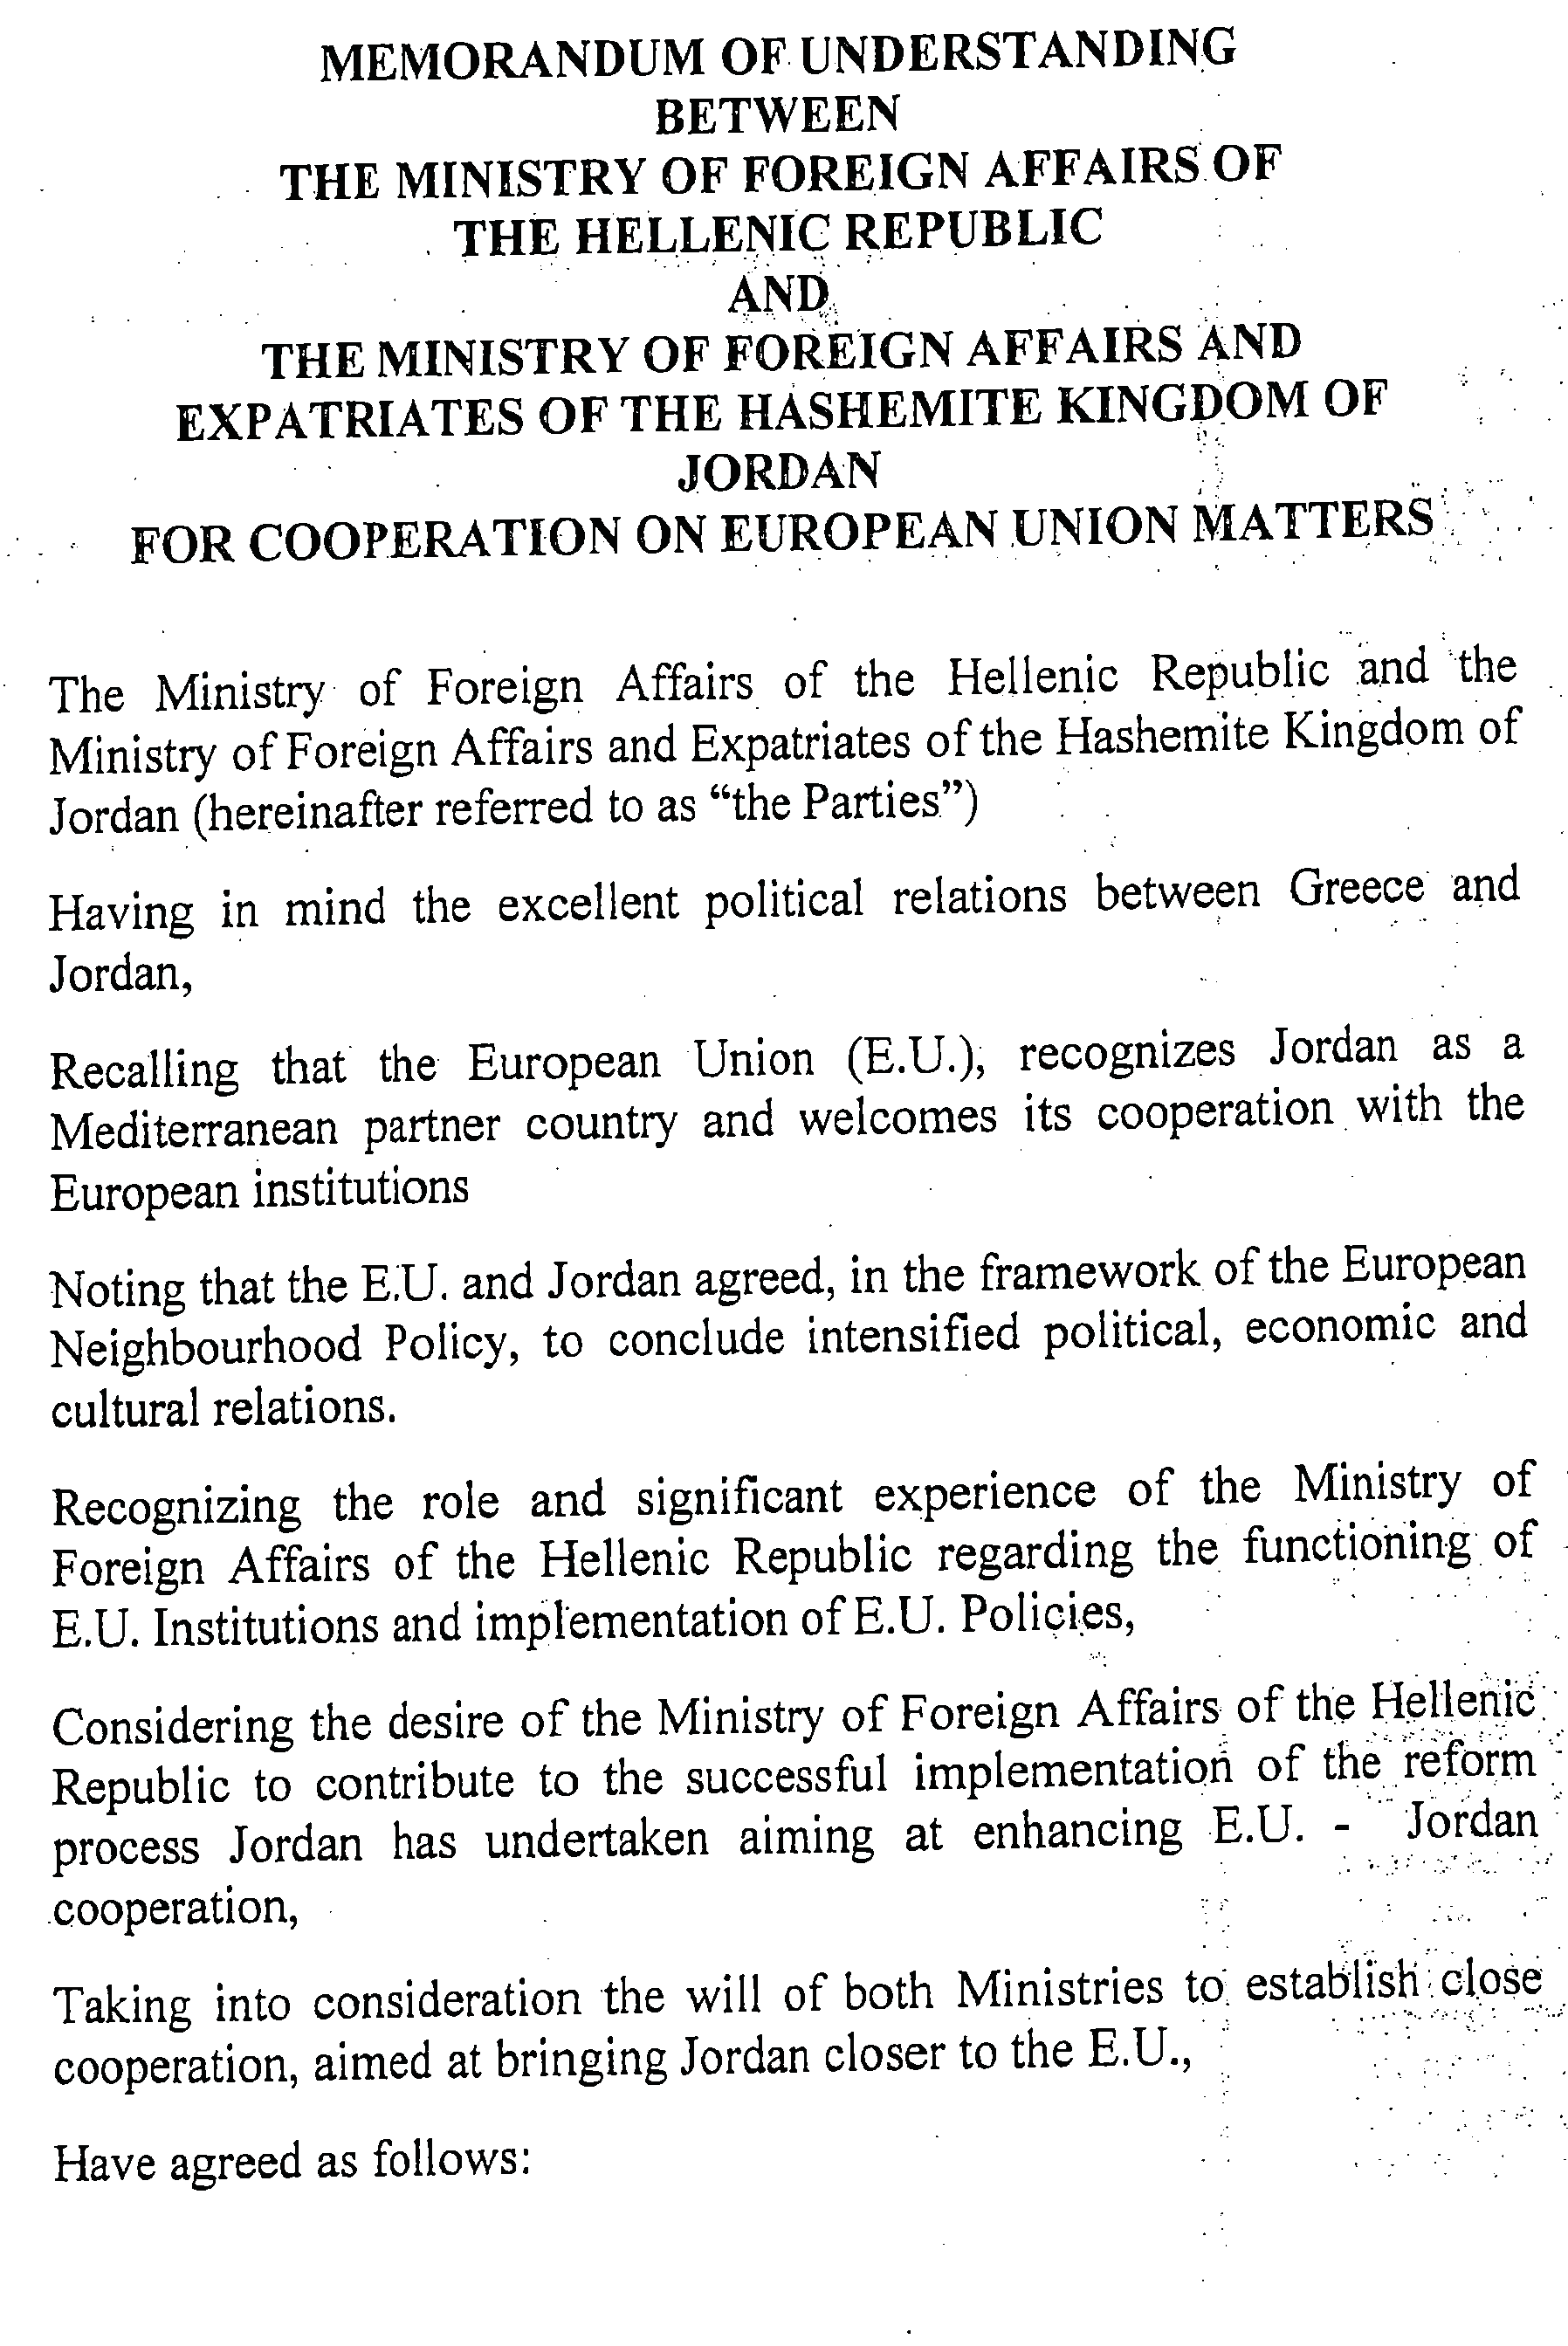 MEMORANDUM OF UNDERSTANDING
BETWEEN
THE MINISTRY OF FOREIGN AFFAIRS OF
THE HELLENIC REPUBLIC
AND
THE MINISTRY OF FOREIGN AFFAIRS AND
EXPATRIATES OF THE HASHEMITE KINGDOM OF
JORDAN
FOR COOPERATION ON EUROPEAN UNION MATTERS
The Ministry of Foreign Affairs of the Hellenic Republic and the
Ministry of Foreign Affairs and Expatriates of the Hashemite Kingdom of
Jordan (hereinafter referred to as “the Parties”)
Having in mind the excellent political relations between Greece and
Jordan,
Recalling that the European Union (E.U.), recognizes Jordan as a
Mediterranean partner country and welcomes its cooperation with the
European institutions
Noting that the E.U. and Jordan agreed, in the framework of the European
Neighbourhood Policy, to conclude intensified political, economic and
cultural relations.
Recognizing the role and significant experience of the Ministry of
Foreign Affairs of the Hellenic Republic regarding the functioning of
E.U. Institutions and implementation of E.U. Policies,
Considering the desire of the Ministry of Foreign Affairs of the Hellenic
Republic to contribute to the successful implementation of the reform
process Jordan has undertaken aiming at enhancing E.U. - Jordan
cooperation,
Taking into consideration the will of both Ministries to establish close
cooperation, aimed at bringing Jordan closer to the E.U.,
Have agreed as follows: